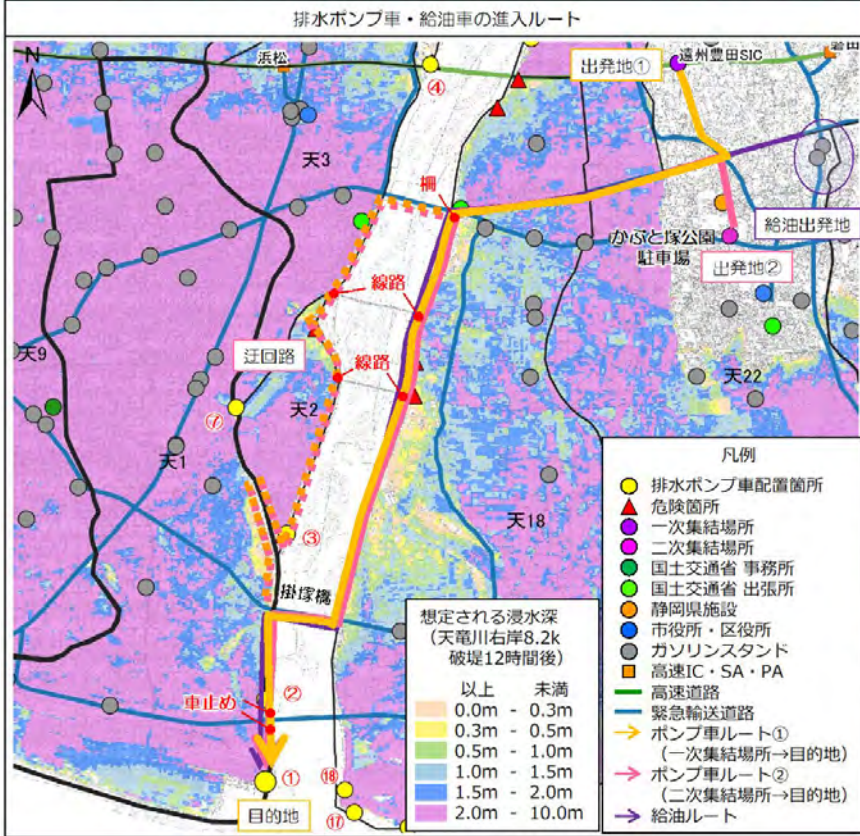 排水ポンプ車・給油車の進入ルート
N
浜松
④
出発地①
遠州豊田SIC
天3
柵
給油出発地
かぶと塚公園
駐車場
出発地②
線路
天9
迂回路
線路
天22
天2
⑦
天1
③
天18
掛塚橋
②
車止め
①
目的地
⑱
⑰
想定される浸水深
(天竜川右岸8.2k
破堤12時間後)
以上 未満
0.0m - 0.3m
0.3m - 0.5m
0.5m - 1.0m
1.0m - 1.5m
1.5m - 2.0m
2.0m - 10.0m
凡例
排水ポンプ車配置箇所
危険箇所
一次集結場所
二次集結場所
国土交通省 事務所
国土交通省 出張所
静岡県施設
市役所・区役所
ガソリンスタンド
高速IC・SA・PA
高速道路
緊急輸送道路
ポンプ車ルート①
(一次集結場所→目的地)
ポンプ車ルート②
(二次集結場所→目的地)
給油ルート